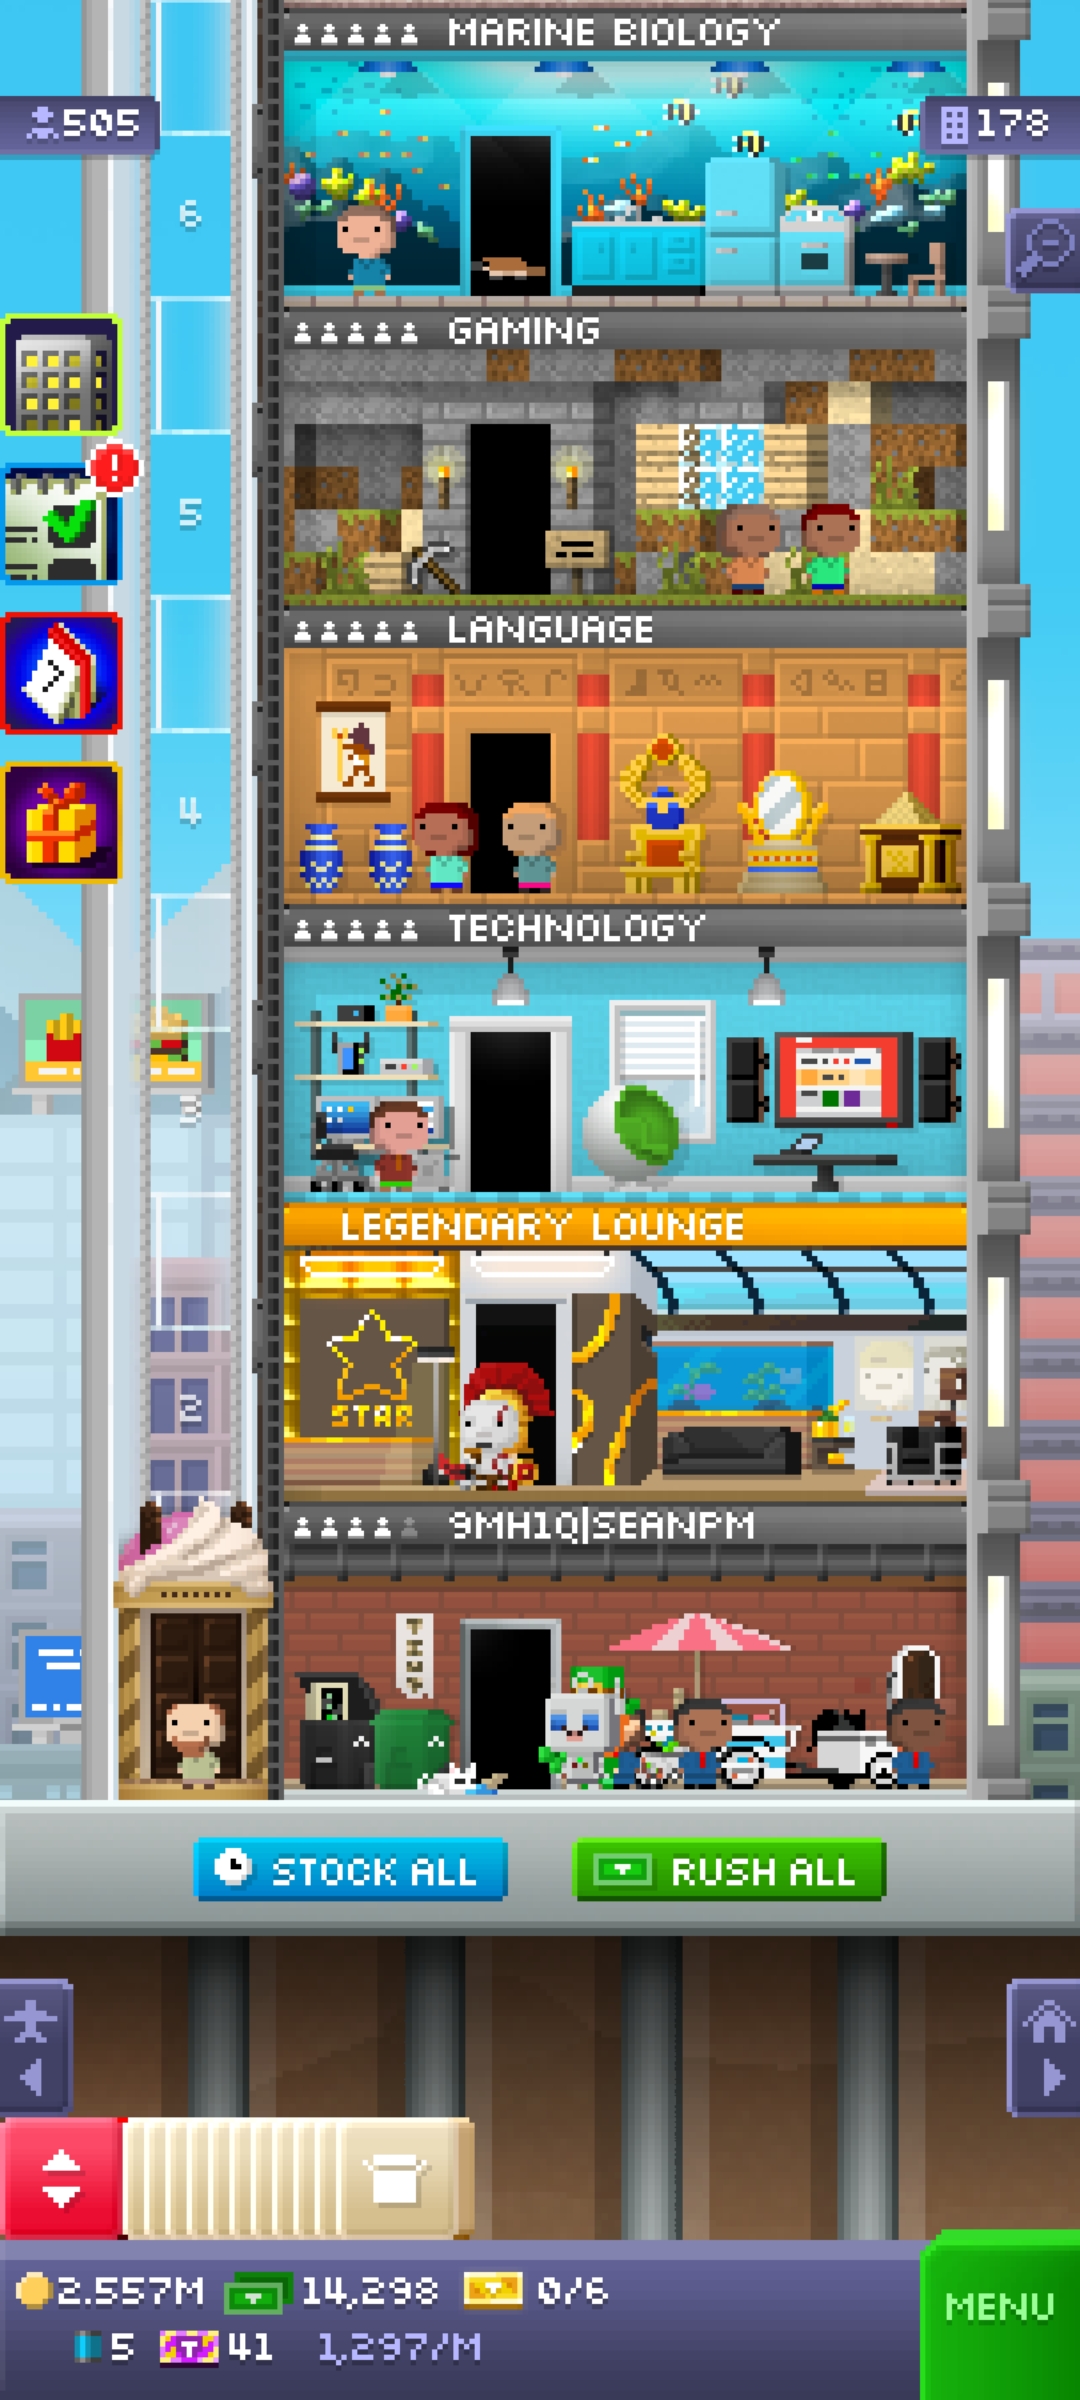 MARINE BIOLOGY
505
178
6
GAMING
5
LANGUAGE
4
TECHNOLOGY
3
LEGENDARY LOUNGE
STAR
2
9MH1Q|SEANPM
STOCK ALL
RUSH ALL
2.557M 14,298 0/6
5 41 1,297/M
MENU